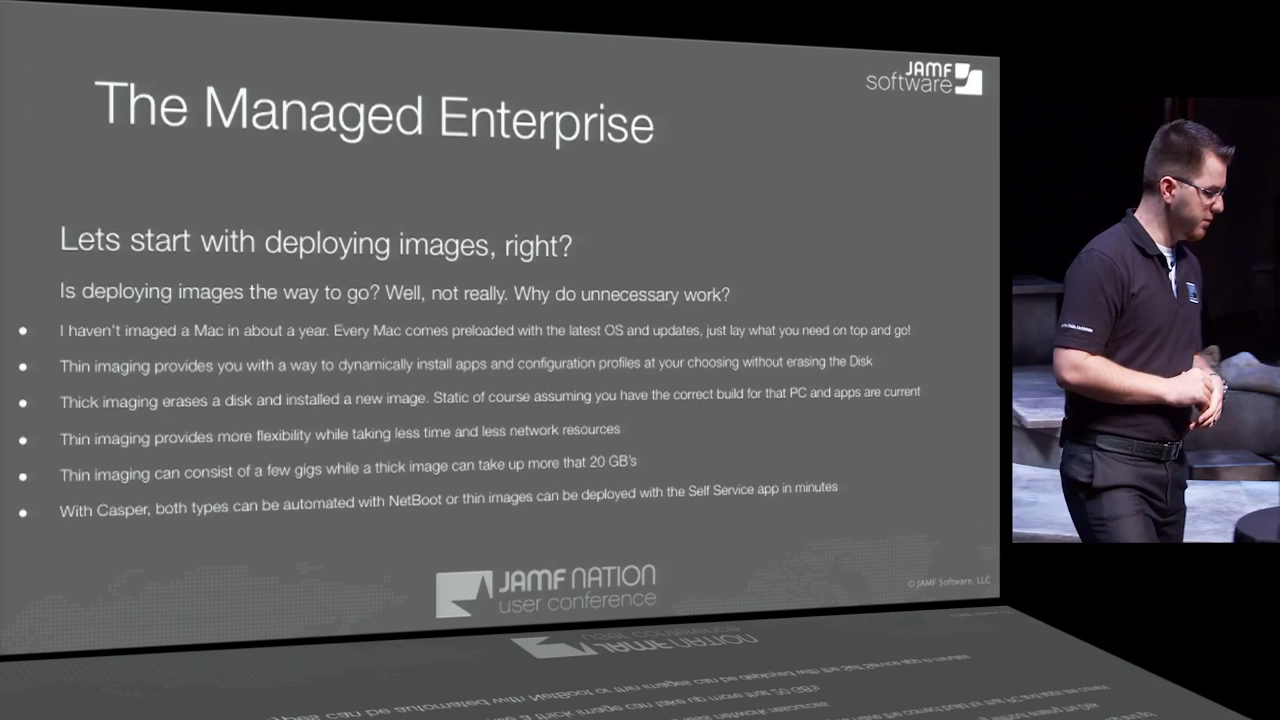 JAMF
software
The Managed Enterprise
Lets start with deploying images, right?
Is deploying images the way to go? Well, not really. Why do unnecessary work?
I haven't imaged a Mac in about a year. Every Mac comes preloaded with the latest OS and updates, just lay what you need on top and go!
Thin imaging provides you with a way to dynamically install apps and configuration profiles at your choosing without erasing the Disk
Thick imaging erases a disk and installed a new image. Static of course assuming you have the correct build for that PC and apps are current
Thin imaging provides more flexibility while taking less time and less network resources
Thin imaging can consist of a few gigs while a thick image can take up more that 20 GB's
With Casper, both types can be automated with NetBoot or thin images can be deployed with the Self Service app in minutes
JAMF NATION
user conference
© JAMF Software, LLC